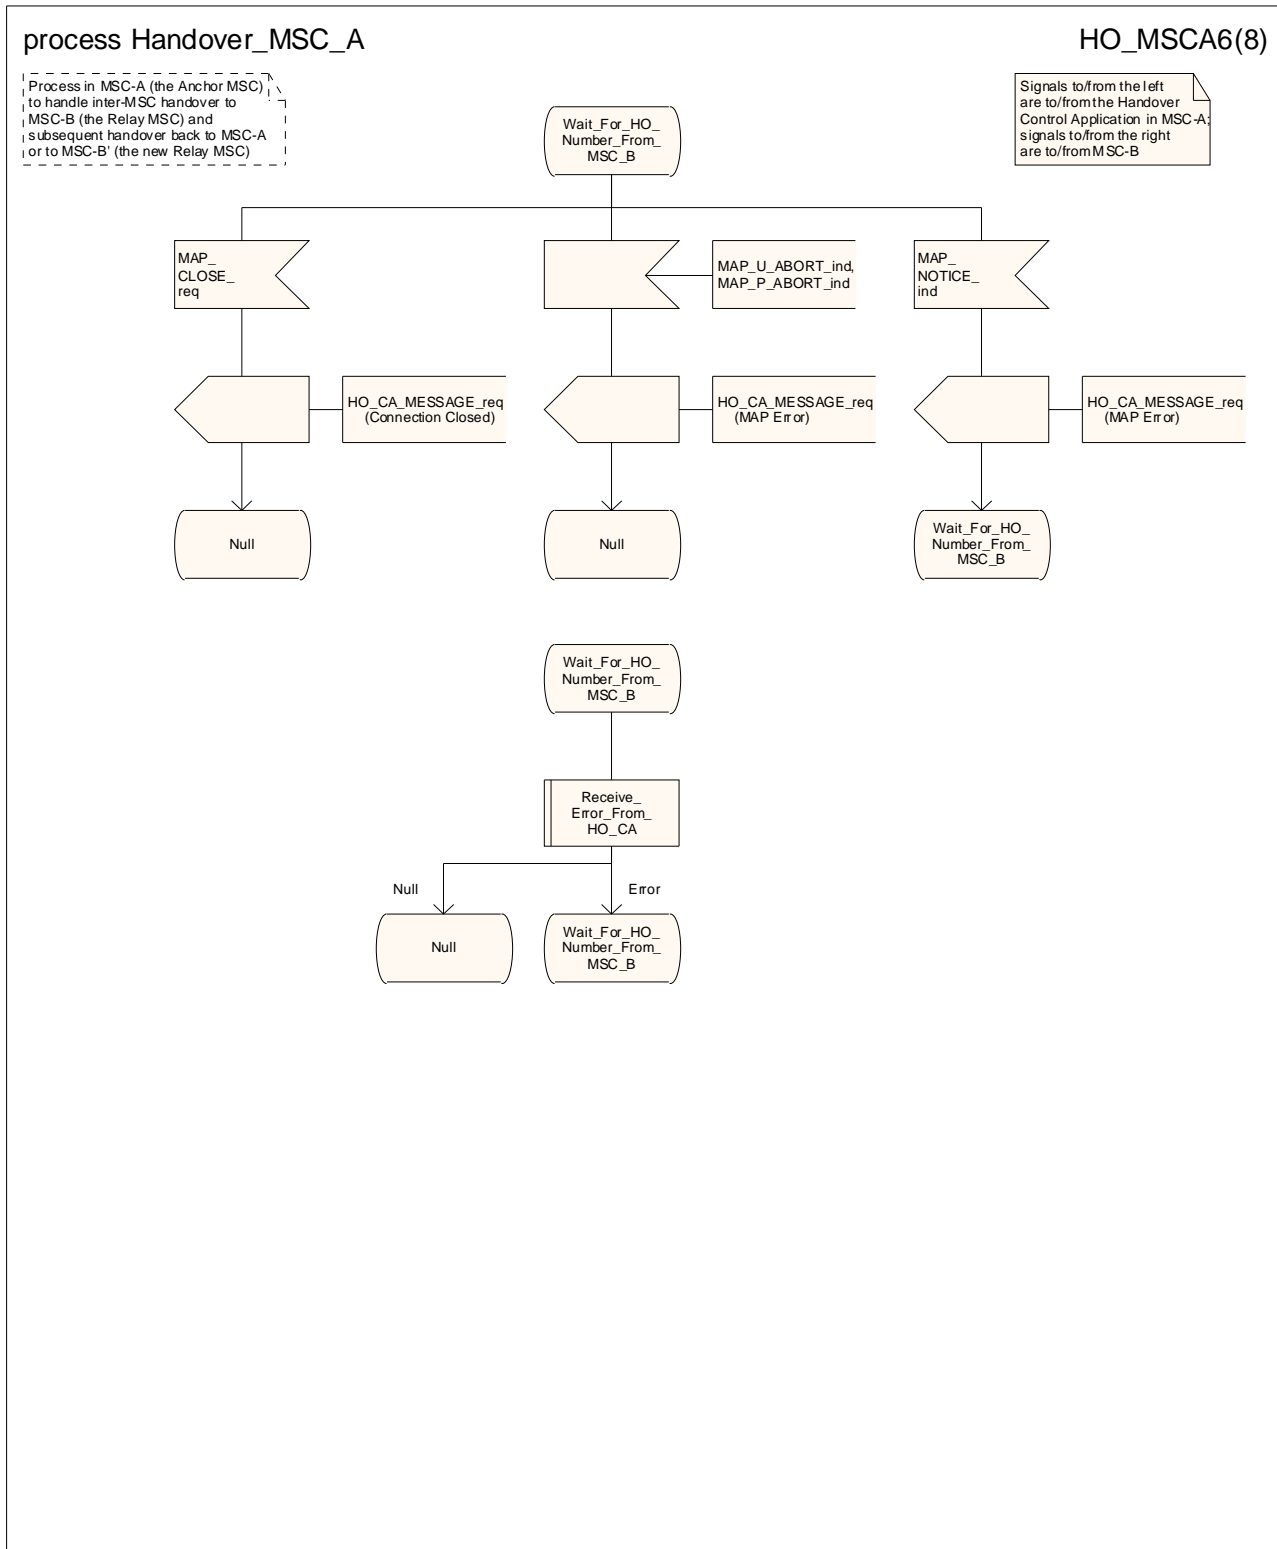 process Handover_MSC_A
HO_MSCA6(8)
Process in MSC-A (the Anchor MSC)
to handle inter-MSC handover to
MSC-B (the Relay MSC) and
subsequent handover back to MSC-A
or to MSC-B' (the new Relay MSC)
Signals to/from the left
are to/from the Handover
Control Application in MSC-A;
signals to/from the right
are to/from MSC-B
Wait_For_HO_
Number_From_
MSC_B
MAP_
CLOSE_
req
MAP_U_ABORT_ind,
MAP_P_ABORT_ind
MAP_
NOTICE_
ind
HO_CA_MESSAGE_req
(Connection Closed)
HO_CA_MESSAGE_req
(MAP Error)
HO_CA_MESSAGE_req
(MAP Error)
Null
Null
Wait_For_HO_
Number_From_
MSC_B
Wait_For_HO_
Number_From_
MSC_B
Receive_
Error_From_
HO_CA
Null
Error
Null
Wait_For_HO_
Number_From_
MSC_B